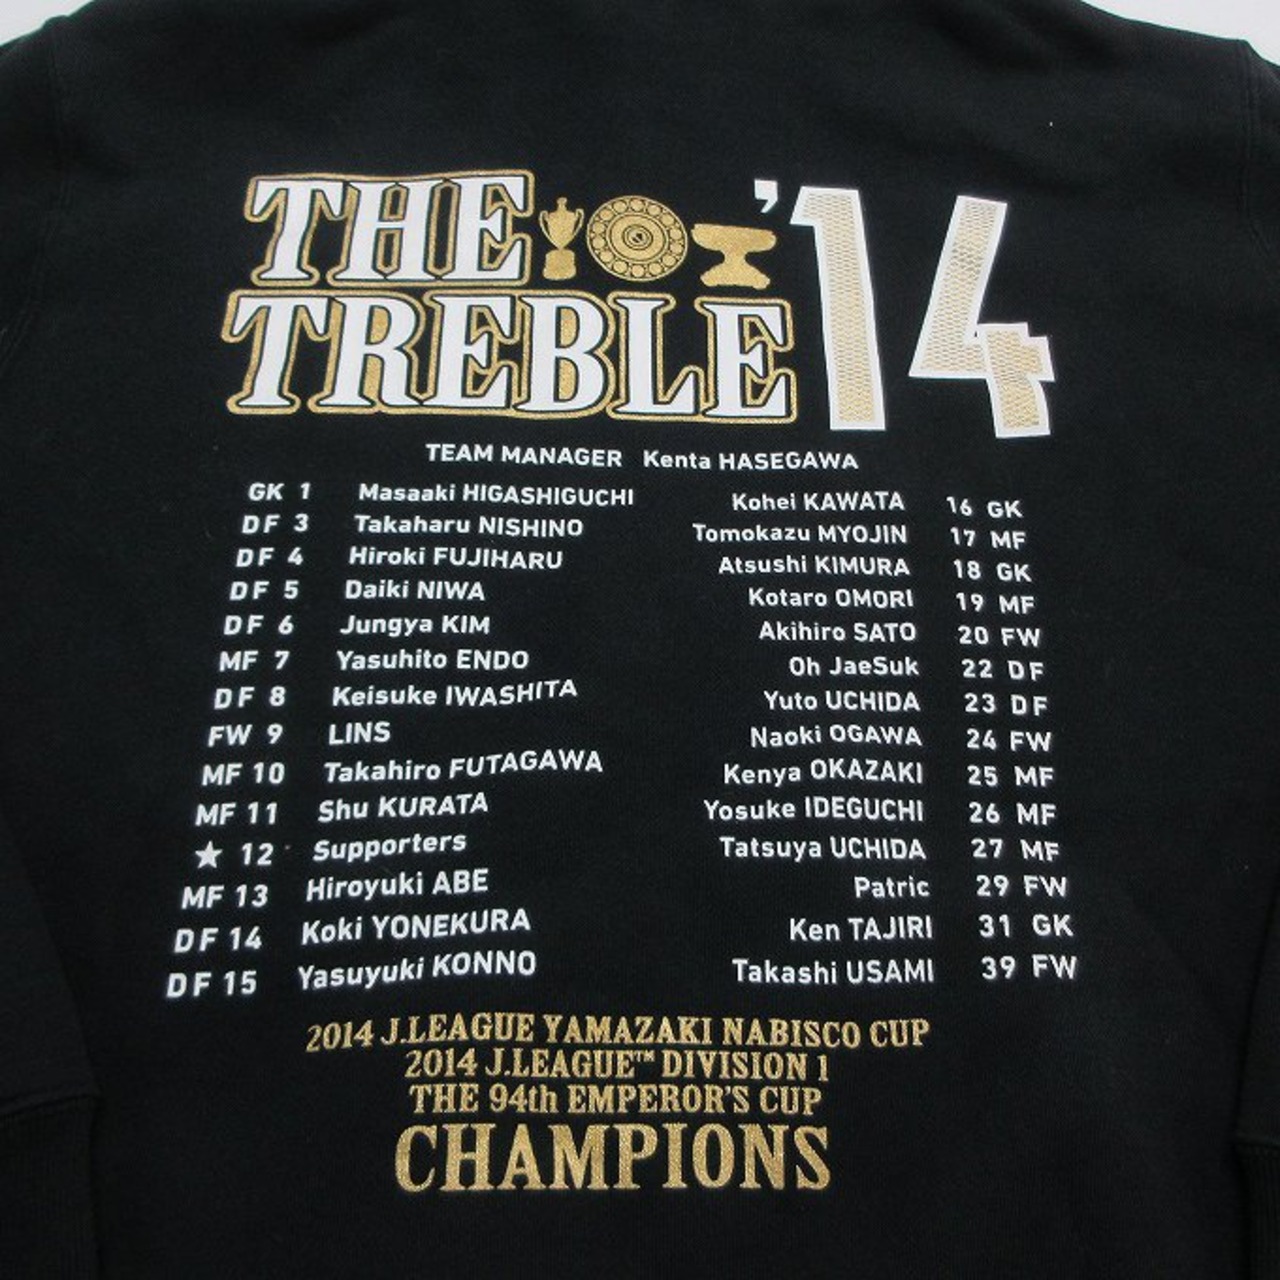 THE '14
TREBLE
TEAM MANAGER Kenta HASEGAWA
GK 1 Masaaki HIGASHIGUCHI
DF 3 Takaharu NISHINO
DF 4 Hiroki FUJIHARU
DF 5 Daiki NIWA
DF 6 Jungya KIM
MF 7 Yasuhito ENDO
DF 8 Keisuke IWASHITA
FW 9 LINS
MF 10 Takahiro FUTAGAWA
MF 11 Shu KURATA
★ 12 Supporters
MF 13 Hiroyuki ABE
DF 14 Koki YONEKURA
DF 15 Yasuyuki KONNO
Kohei KAWATA 16 GK
Tomokazu MYOJIN 17 MF
Atsushi KIMURA 18 GK
Kotaro OMORI 19 MF
Akihiro SATO 20 FW
Oh JaeSuk 22 DF
Yuto UCHIDA 23 DF
Naoki OGAWA 24 FW
Kenya OKAZAKI 25 MF
Yosuke IDEGUCHI 26 MF
Tatsuya UCHIDA 27 MF
Patric 29 FW
Ken TAJIRI 31 GK
Takashi USAMI 39 FW
2014 J.LEAGUE YAMAZAKI NABISCO CUP
2014 J.LEAGUE™ DIVISION 1
THE 94th EMPEROR'S CUP
CHAMPIONS